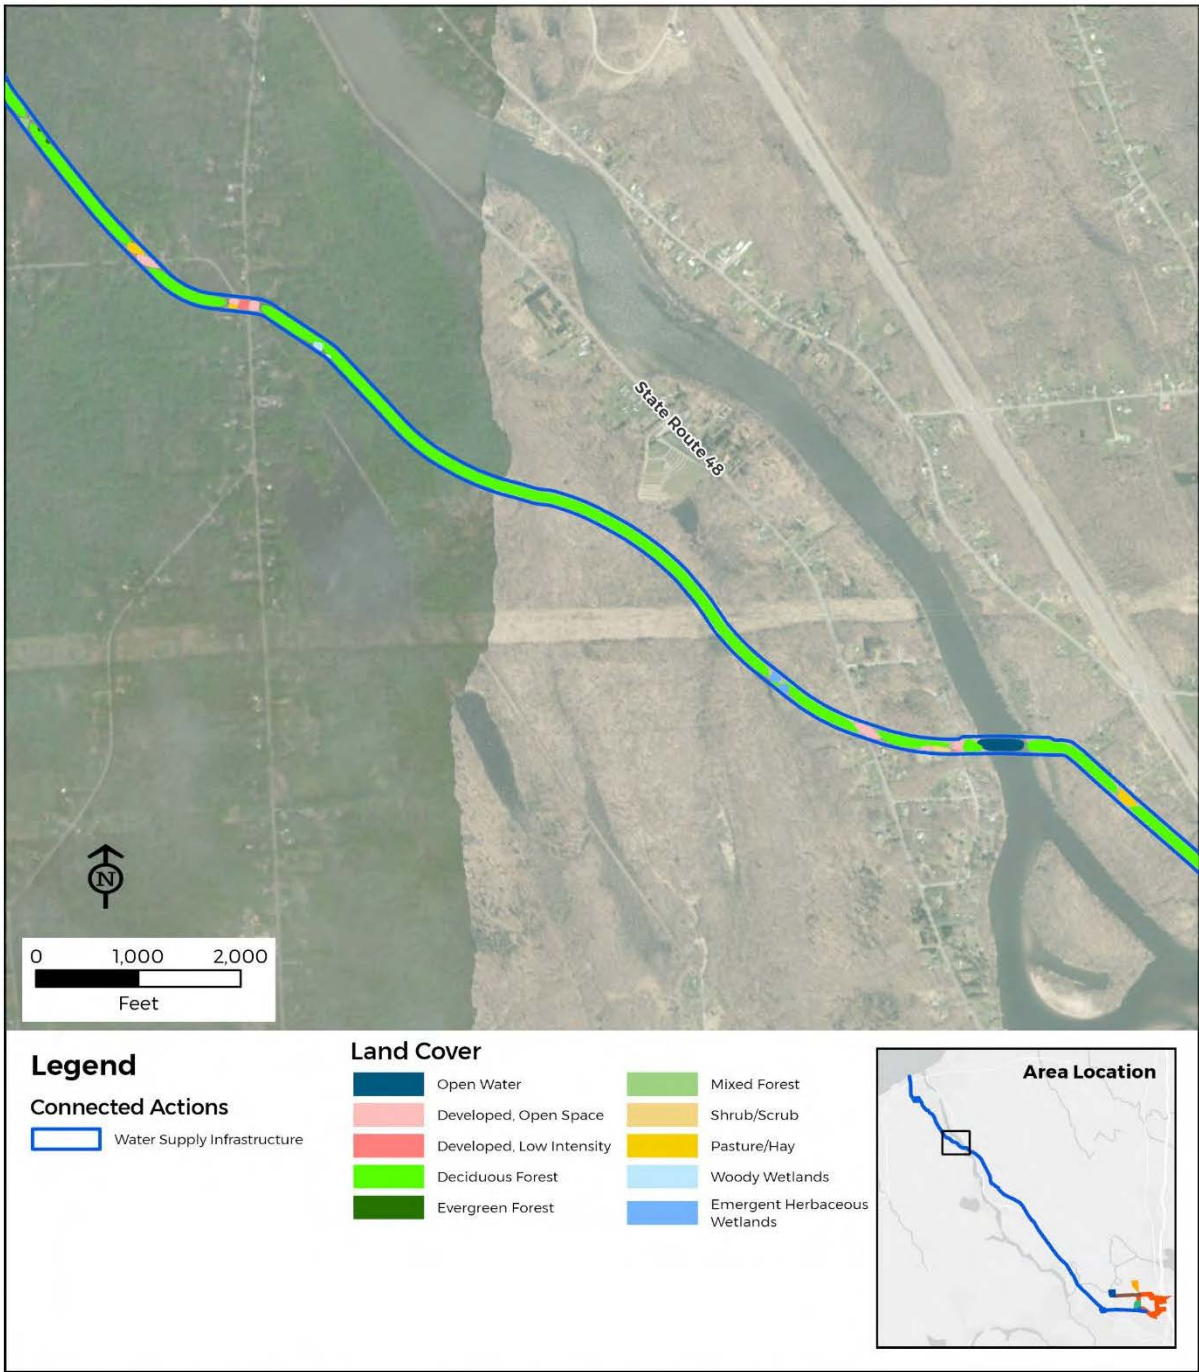 State Route 48
N
0 1,000 2,000
Feet
Legend
Connected Actions
Water Supply Infrastructure
Land Cover
Open Water
Developed, Open Space
Developed, Low Intensity
Deciduous Forest
Evergreen Forest
Mixed Forest
Shrub/Scrub
Pasture/Hay
Woody Wetlands
Emergent Herbaceous
Wetlands
Area Location